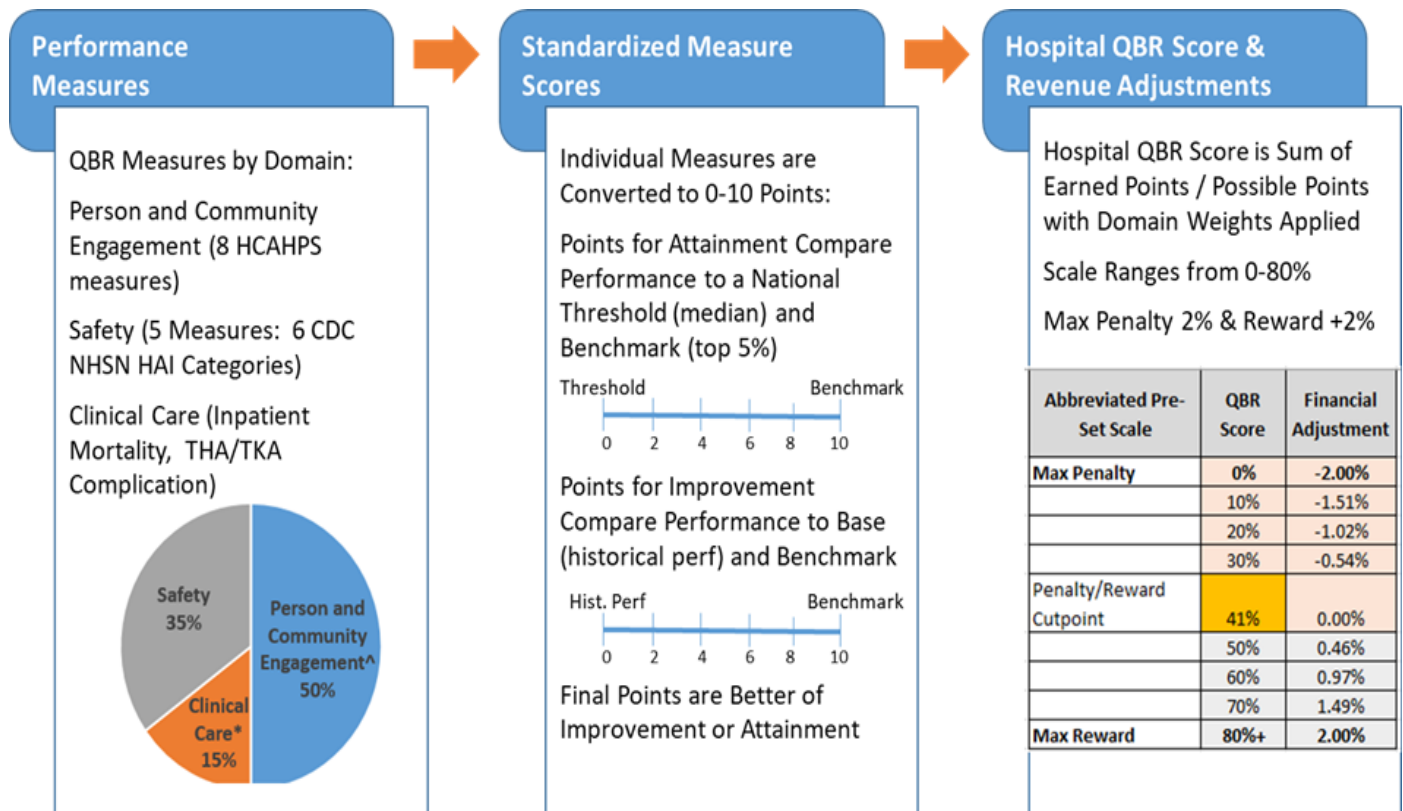 Performance
Measures
QBR Measures by Domain:
Person and Community
Engagement (8 HCAHPS
measures)
Safety (5 Measures:  6 CDC
NHSN HAI Categories)
Clinical Care (Inpatient
Mortality,  THA/TKA
Complication)
Safety
35%
Person and
Community
Engagement^
50%
Clinical
Care*
15%
Standardized Measure
Scores
Individual Measures are
Converted to 0-10 Points:
Points for Attainment Compare
Performance to a National
Threshold (median) and
Benchmark (top 5%)
Threshold Benchmark
0 2 4 6 8 10
Points for Improvement
Compare Performance to Base
(historical perf) and Benchmark
Hist. Perf Benchmark
0 2 4 6 8 10
Final Points are Better of
Improvement or Attainment
Hospital QBR Score &
Revenue Adjustments
Hospital QBR Score is Sum of
Earned Points / Possible Points
with Domain Weights Applied
Scale Ranges from 0-80%
Max Penalty 2% & Reward +2%
Abbreviated Pre- QBR Financial
Set Scale Score Adjustment
Max Penalty 0% -2.00%
10% -1.51%
20% -1.02%
30% -0.54%
Penalty/Reward
Cutpoint 41% 0.00%
50% 0.46%
60% 0.97%
70% 1.49%
Max Reward 80%+ 2.00%